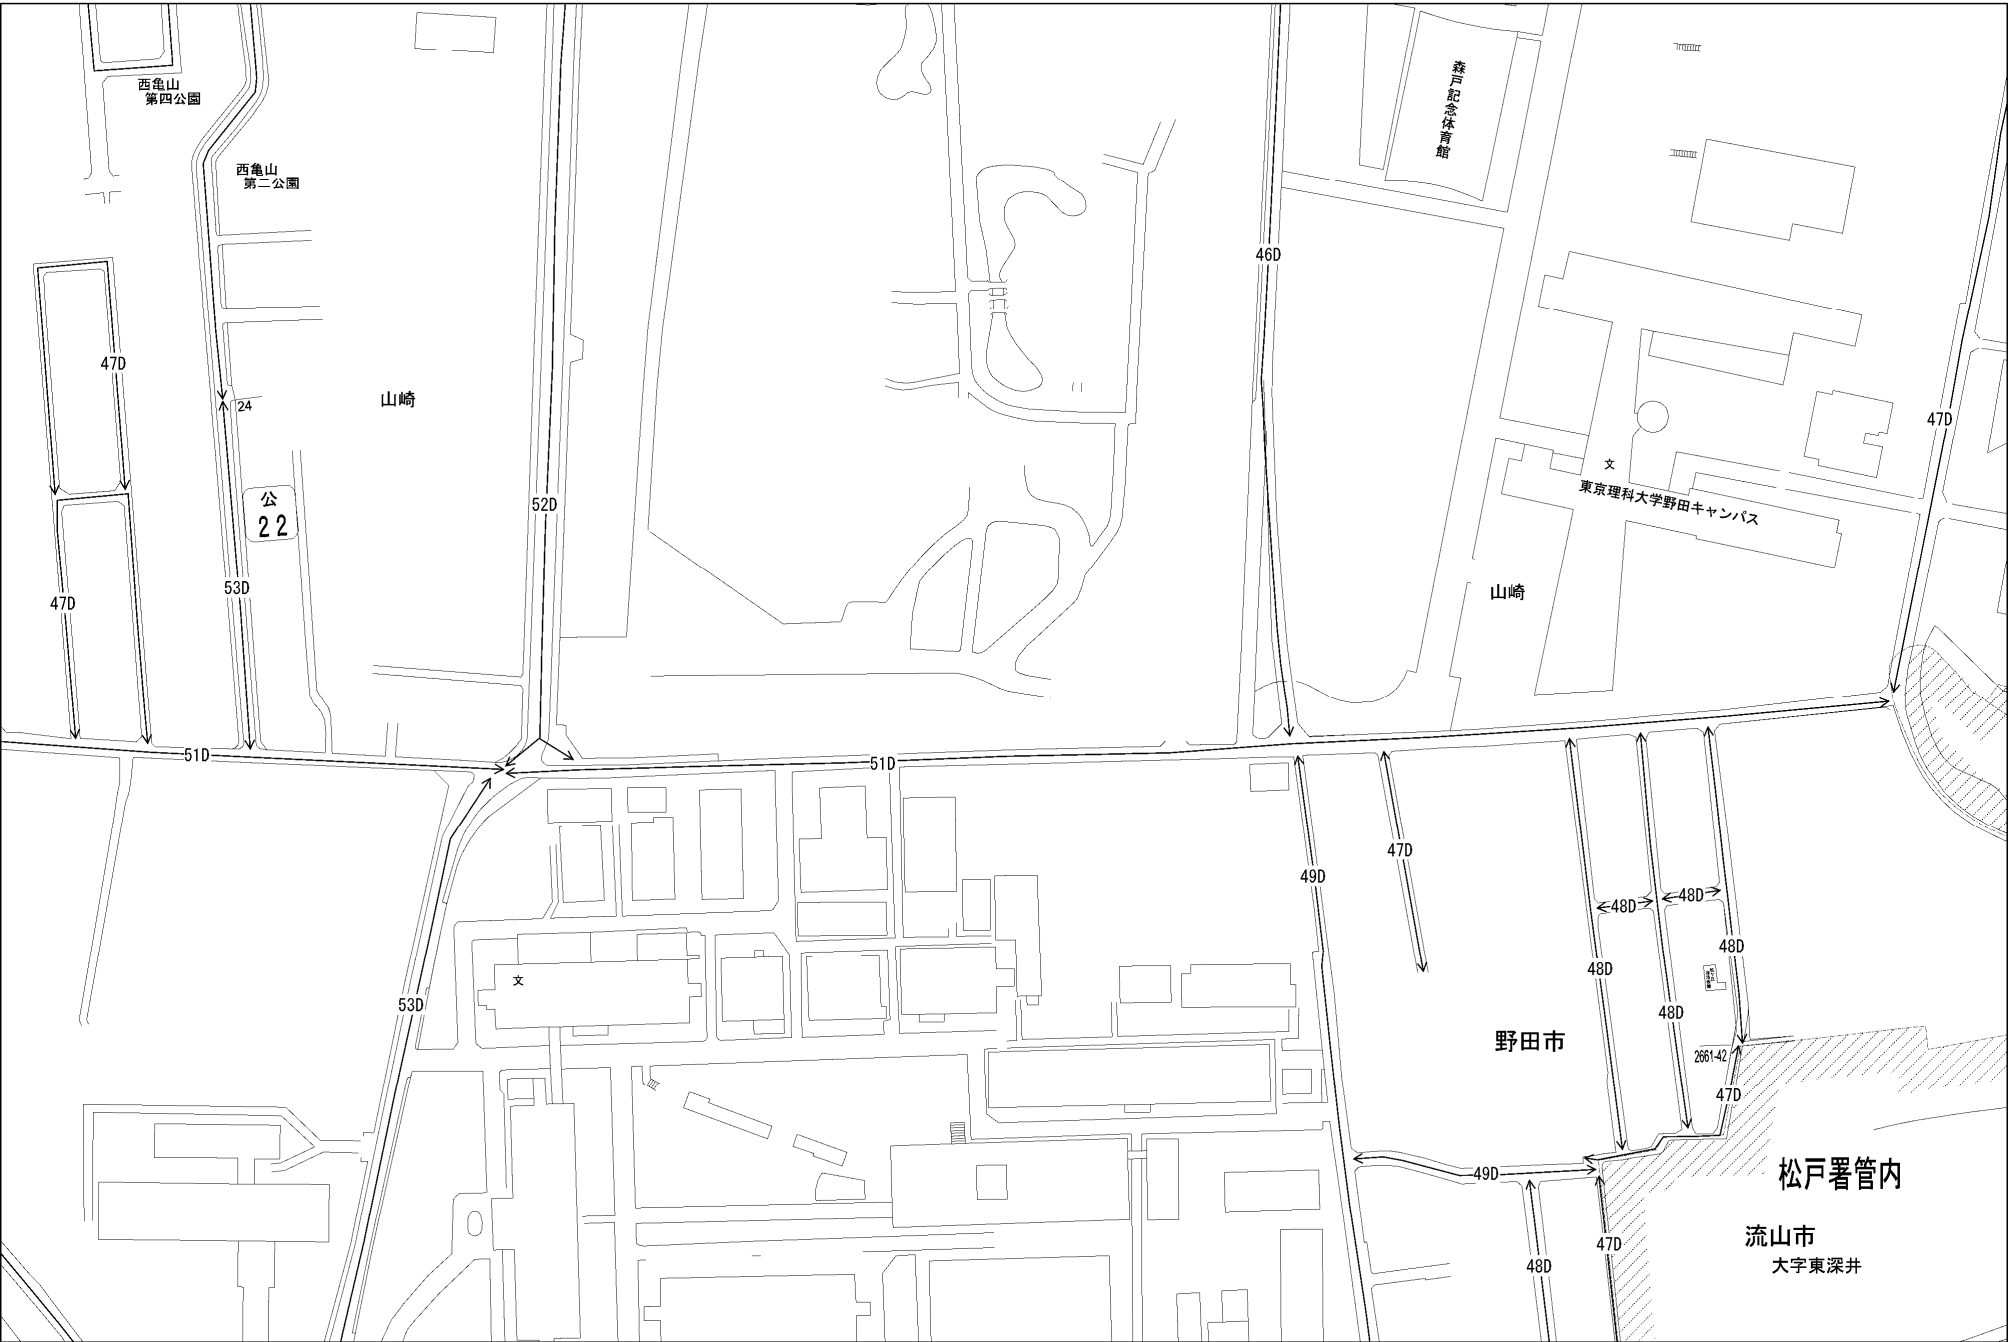 西亀山
第四公園
西亀山
第二公園
森戸記念体育館
46D
47D
山崎
24
47D
文
東京理科大学野田キャンパス
公
22
52D
53D
47D
山崎
51D
51D
47D
49D
48D
48D
48D
48D
48D
文
53D
野田市
2661-42
47D
49D
松戸署管内
流山市
大字東深井
47D
48D